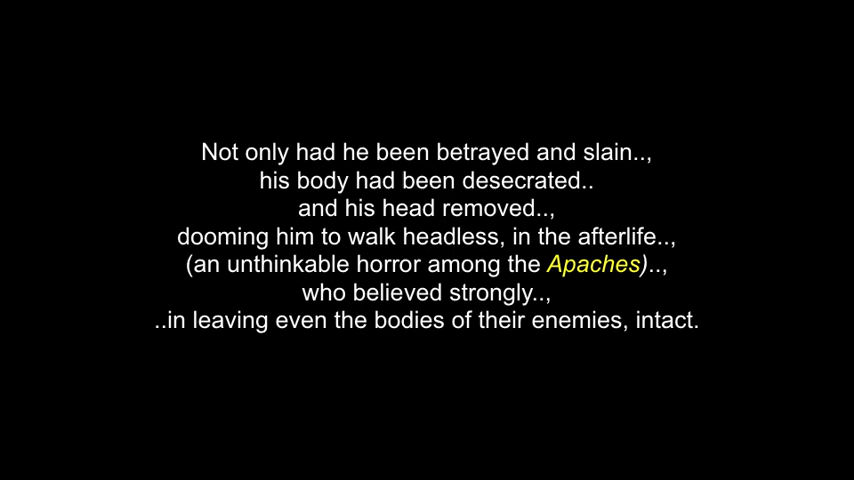 Not only had he been betrayed and slain..,
his body had been desecrated..
and his head removed..,
dooming him to walk headless, in the afterlife..,
(an unthinkable horror among the Apaches)..,
who believed strongly..,
..in leaving even the bodies of their enemies, intact.